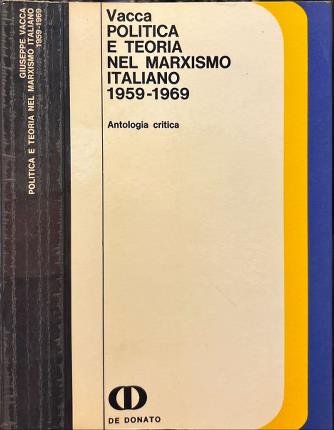 GIUSEPPE VACCA
POLITICA E TEORIA NEL MARXISMO ITALIANO
1959-1969
Vacca
POLITICA
E TEORIA
NEL MARXISMO
ITALIANO
1959-1969
Antologia critica
DE DONATO